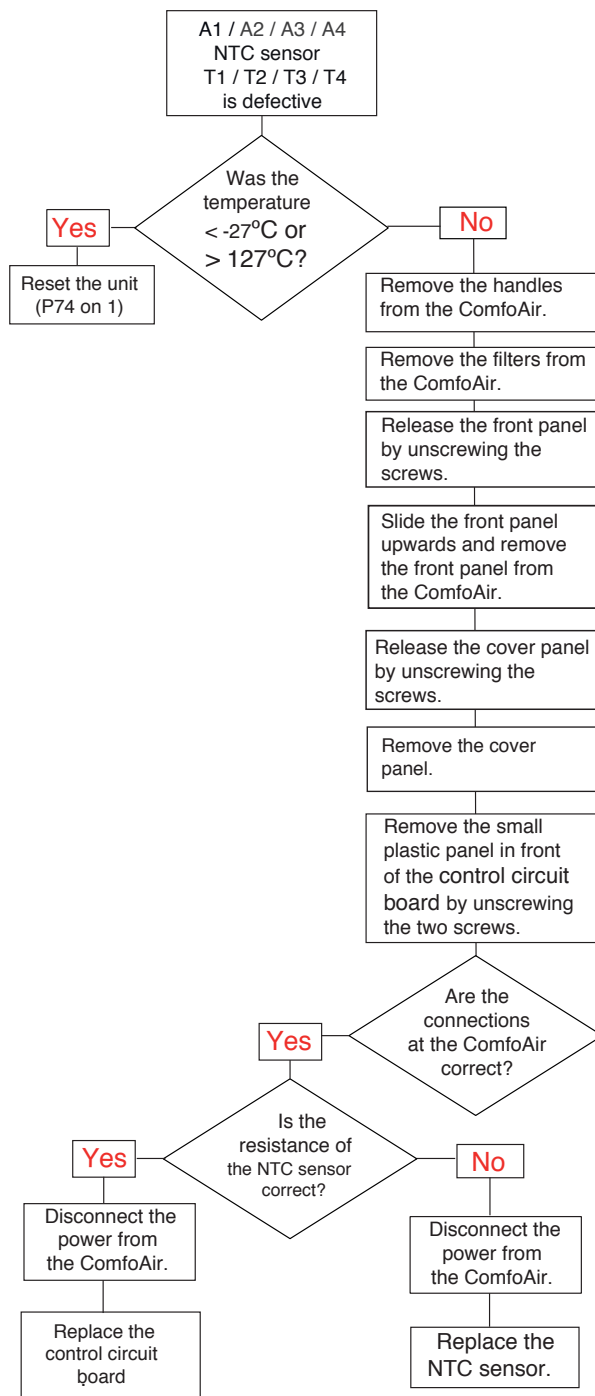 A1 / A2 / A3 / A4
NTC sensor
T1 / T2 / T3 / T4
is defective
Was the
temperature
< -27ºC or
> 127ºC?
Yes
No
Reset the unit
(P74 on 1)
Remove the handles
from the ComfoAir.
Remove the filters from
the ComfoAir.
Release the front panel
by unscrewing the
screws.
Slide the front panel
upwards and remove
the front panel from
the ComfoAir.
Release the cover panel
by unscrewing the
screws.
Remove the cover
panel.
Remove the small
plastic panel in front
of the control circuit
board by unscrewing
the two screws.
Are the
connections
at the ComfoAir
correct?
Yes
Is the
resistance of
the NTC sensor
correct?
Yes
No
Disconnect the
power from
the ComfoAir.
Replace the
control circuit
board
Disconnect the
power from
the ComfoAir.
Replace the
NTC sensor.